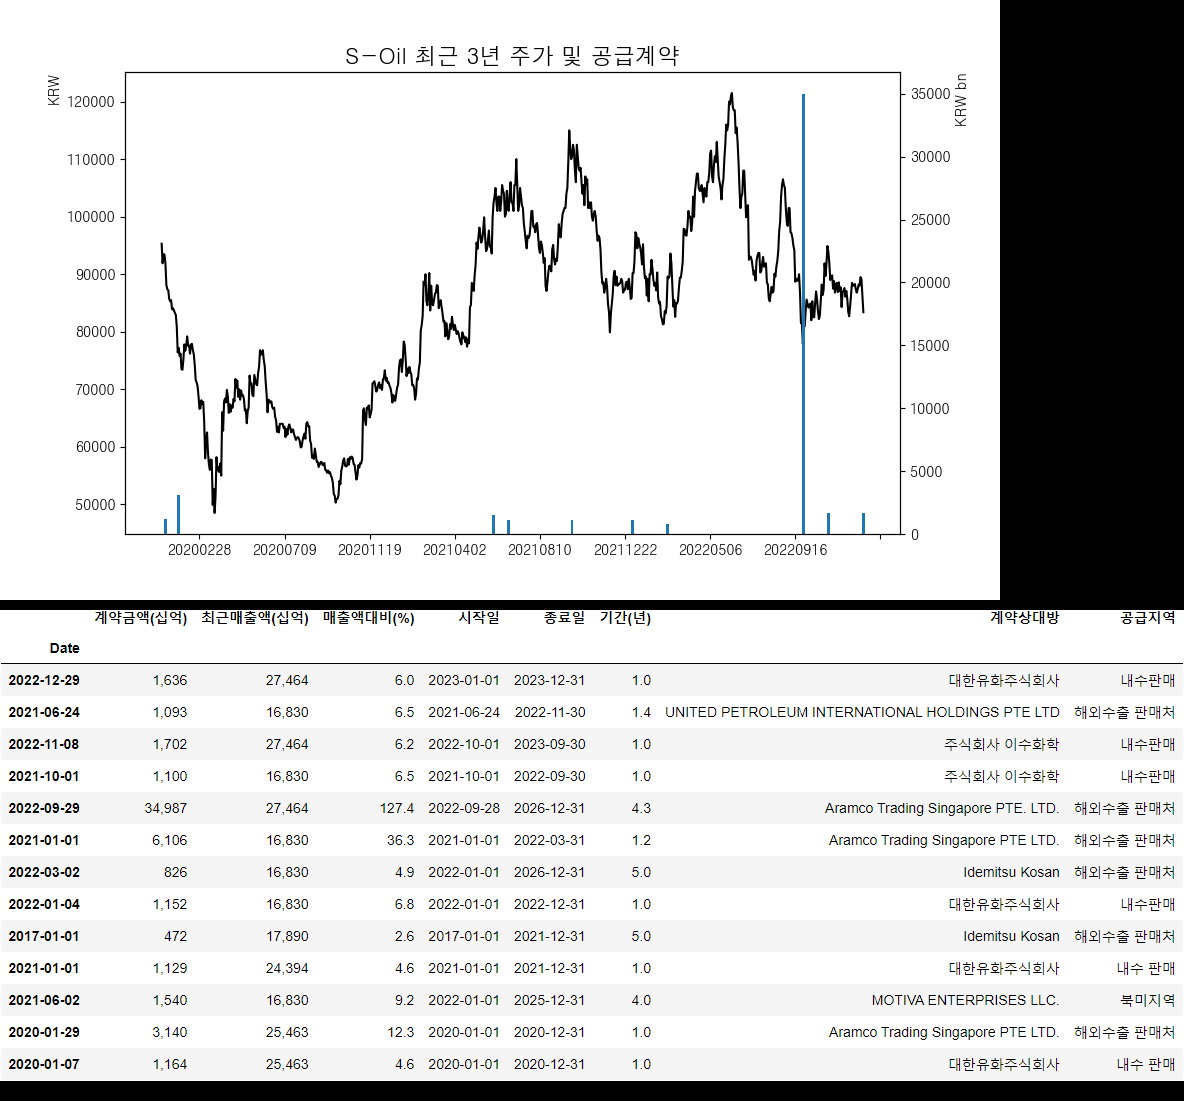 S-Oil 최근 3년 주가 및 공급계약
KRW
KRW bn
120000
110000
100000
90000
80000
70000
60000
50000
35000
30000
25000
20000
15000
10000
5000
0
20200228 20200709 20201119 20210402 20210810 20211222 20220506 20220916
계약금액(십억) 최근매출액(십억) 매출액대비(%) 시작일 종료일 기간(년) 계약상대방 공급지역
Date
2022-12-29 1,636 27,464 6.0 2023-01-01 2023-12-31 1.0 대한유화주식회사 내수판매
2021-06-24 1,093 16,830 6.5 2021-06-24 2022-11-30 1.4 UNITED PETROLEUM INTERNATIONAL HOLDINGS PTE LTD 해외수출 판매처
2022-11-08 1,702 27,464 6.2 2022-10-01 2023-09-30 1.0 주식회사 이수화학 내수판매
2021-10-01 1,100 16,830 6.5 2021-10-01 2022-09-30 1.0 주식회사 이수화학 내수판매
2022-09-29 34,987 27,464 127.4 2022-09-28 2026-12-31 4.3 Aramco Trading Singapore PTE. LTD. 해외수출 판매처
2021-01-01 6,106 16,830 36.3 2021-01-01 2022-03-31 1.2 Aramco Trading Singapore PTE LTD. 해외수출 판매처
2022-03-02 826 16,830 4.9 2022-01-01 2026-12-31 5.0 Idemitsu Kosan 해외수출 판매처
2022-01-04 1,152 16,830 6.8 2022-01-01 2022-12-31 1.0 대한유화주식회사 내수판매
2017-01-01 472 17,890 2.6 2017-01-01 2021-12-31 5.0 Idemitsu Kosan 해외수출 판매처
2021-01-01 1,129 24,394 4.6 2021-01-01 2021-12-31 1.0 대한유화주식회사 내수 판매
2021-06-02 1,540 16,830 9.2 2022-01-01 2025-12-31 4.0 MOTIVA ENTERPRISES LLC. 북미지역
2020-01-29 3,140 25,463 12.3 2020-01-01 2020-12-31 1.0 Aramco Trading Singapore PTE LTD. 해외수출 판매처
2020-01-07 1,164 25,463 4.6 2020-01-01 2020-12-31 1.0 대한유화주식회사 내수 판매